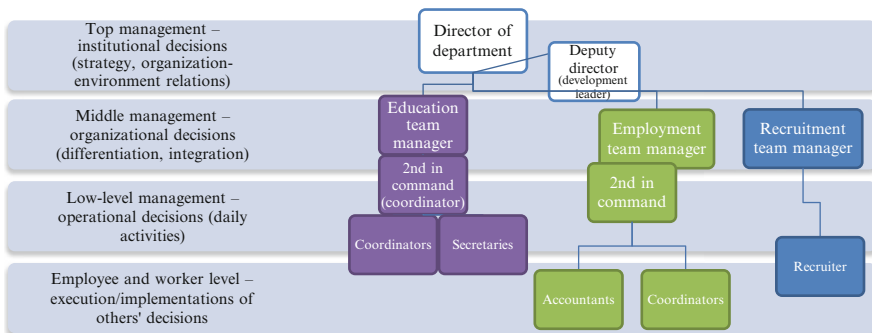 Top management –
institutional decisions
(strategy, organization-
environment relations)
Director of
department
Deputy
director
(development
leader)
Middle management –
organizational decisions
(differentiation, integration)
Education
team
manager
Employment
team manager
Recruitment
team manager
Low-level management –
operational decisions (daily
activities)
2nd in
command
(coordinator)
2nd in
command
Coordinators
Secretaries
Employee and worker level –
execution/implementations of
others' decisions
Accountants
Coordinators
Recruiter